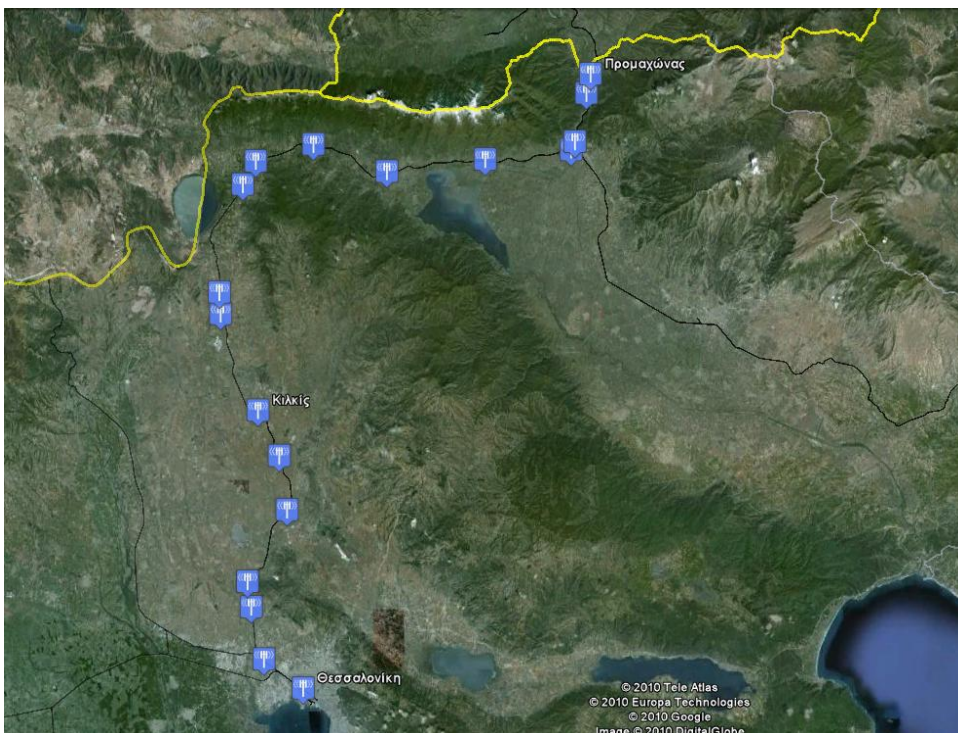 Προμαχώνας
Κιλκίς
Θεσσαλονίκη
© 2010 Tele Atlas
© 2010 Europa Technologies
© 2010 Google
Image © 2010 DigitalGlobe